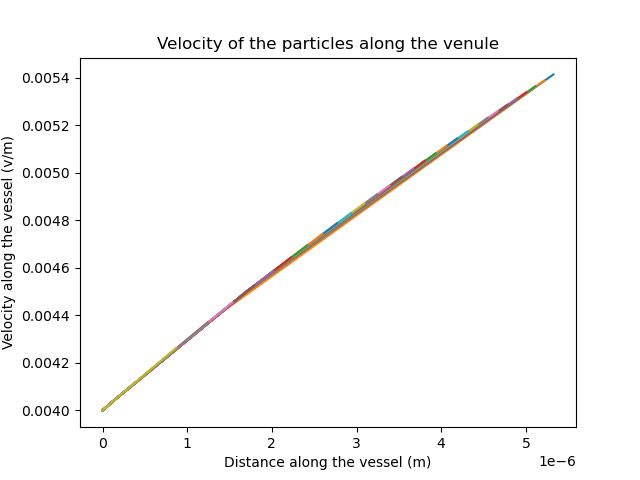 Velocity of the particles along the venule
Velocity along the vessel (v/m)
0.0054
0.0052
0.0050
0.0048
0.0046
0.0044
0.0042
0.0040
0 1 2 3 4 5
1e−6
Distance along the vessel (m)